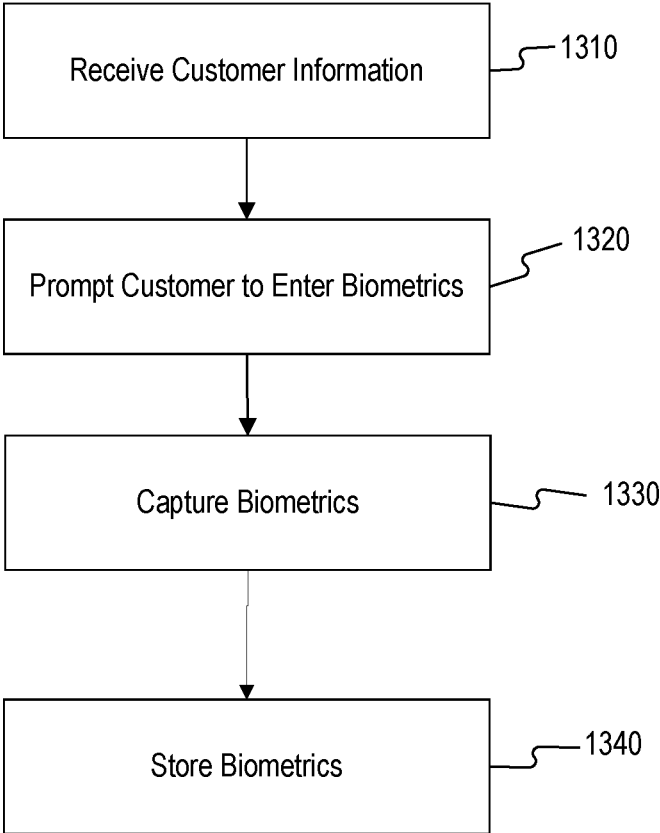 Receive Customer Information
1310
Prompt Customer to Enter Biometrics
1320
Capture Biometrics
1330
Store Biometrics
1340